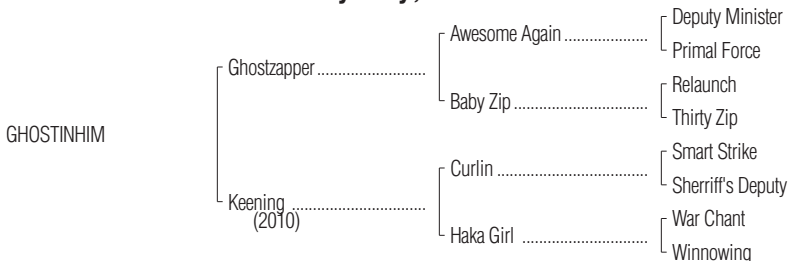 Deputy Minister
Awesome Again
Primal Force
Ghostzapper
Relaunch
Baby Zip
Thirty Zip
GHOSTINHIM
Smart Strike
Curlin
Sherriff's Deputy
Keening
(2010)
War Chant
Haka Girl
Winnowing